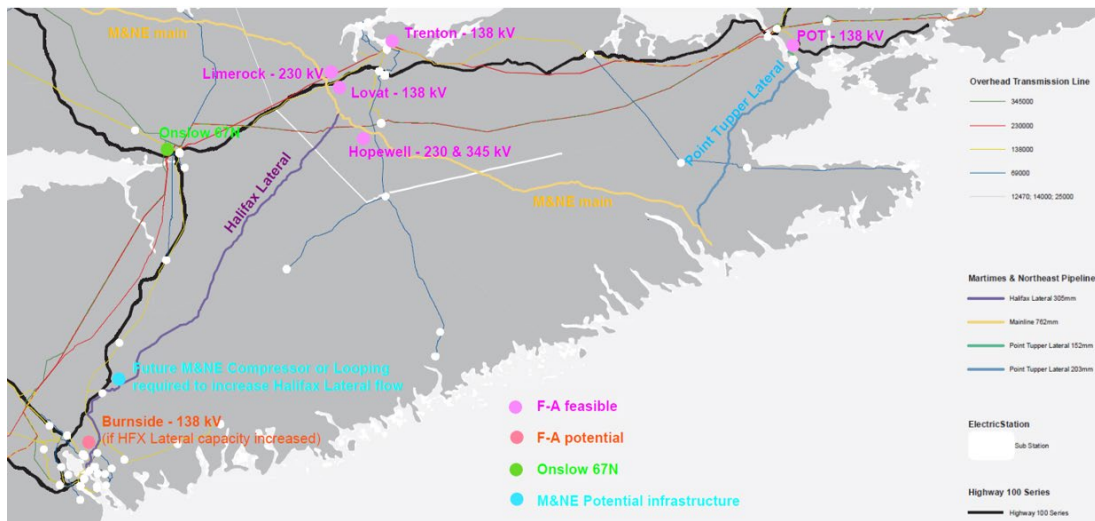 M&NE main
Trenton - 138 kV
POT - 138 kV
Limerock - 230 kV
Lovat - 138 kV
Onslow 67N
Hopewell - 230 & 345 kV
Point Tupper Lateral
Halifax Lateral
M&NE main
Future M&NE Compressor or Looping
required to increase Halifax Lateral flow
Burnside - 138 kV
(if HFX Lateral capacity increased)
F-A feasible
F-A potential
Onslow 67N
M&NE Potential infrastructure
Overhead Transmission Line
345000
230000
138000
69000
12470; 14000; 25000
Martimes & Northeast Pipeline
Halifax Lateral 305mm
Mainline 762mm
Point Tupper Lateral 152mm
Point Tupper Lateral 203mm
ElectricStation
Sub Station
Highway 100 Series
Highway 100 Series